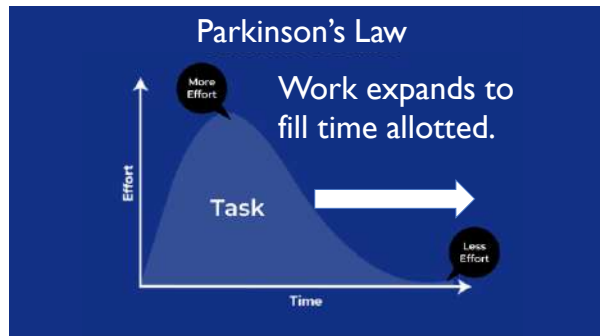 Parkinson's Law
More
Effort
Work expands to
fill time allotted.
Effort
Task
Less
Effort
Time